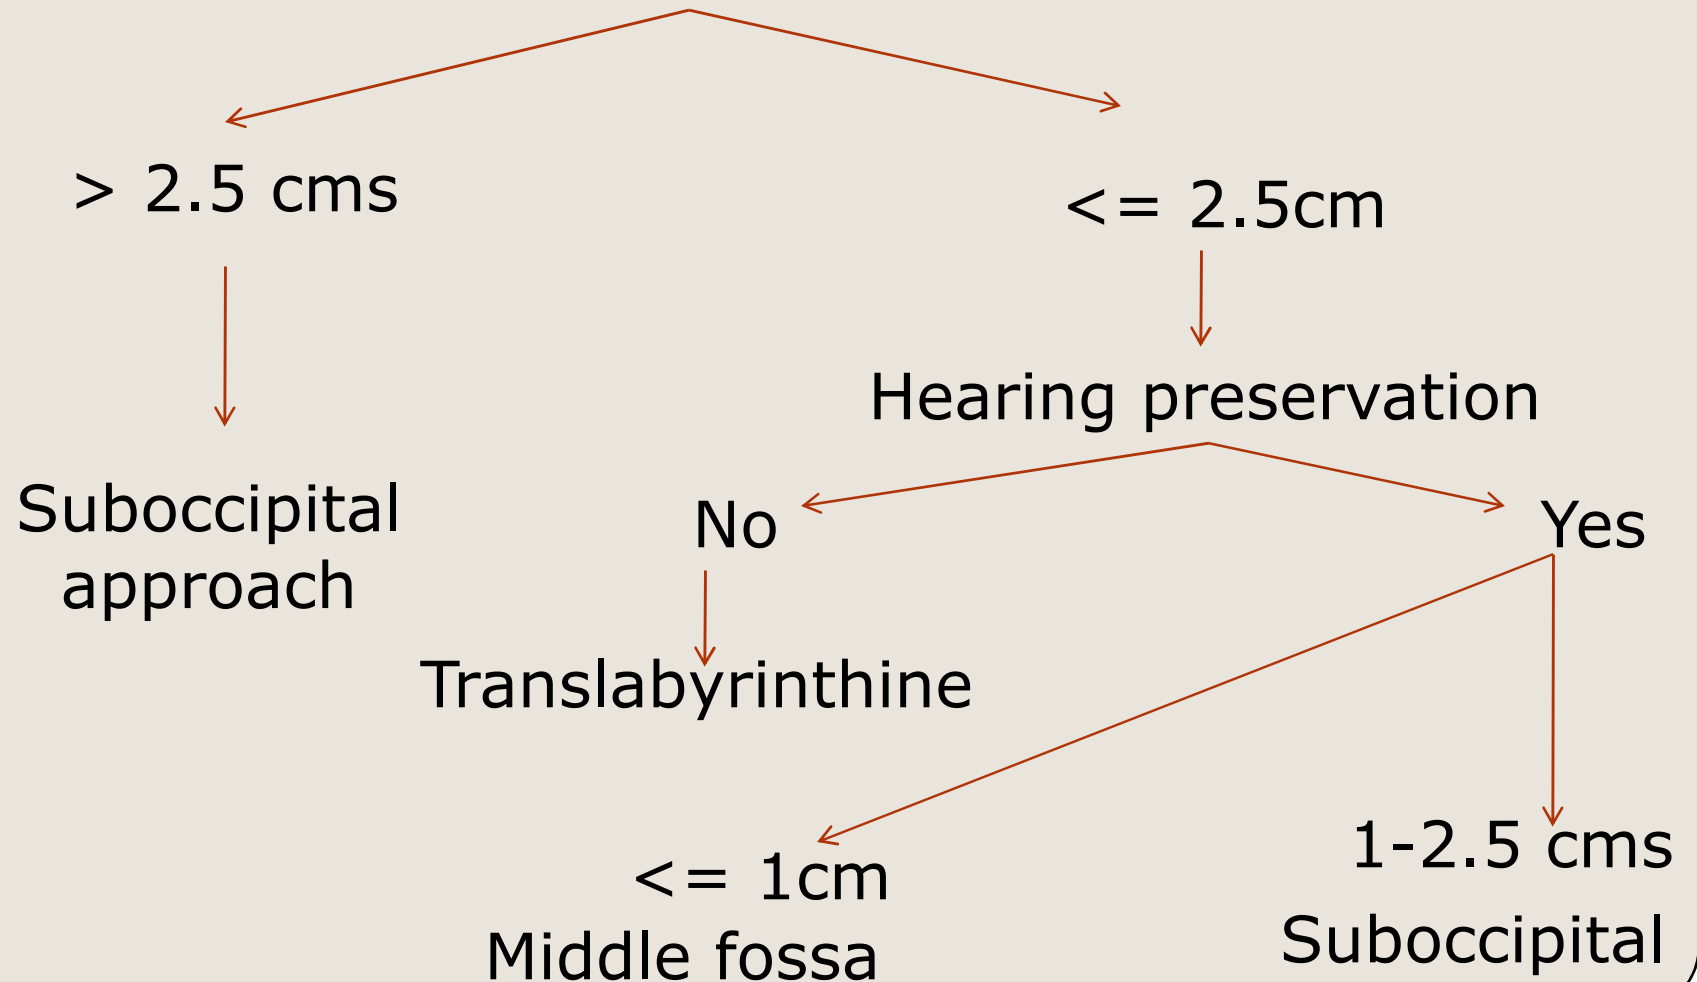 > 2.5 cms
<= 2.5cm
Hearing preservation
Suboccipital
approach
No
Yes
Translabyrinthine
<= 1cm
Middle fossa
1-2.5 cms
Suboccipital